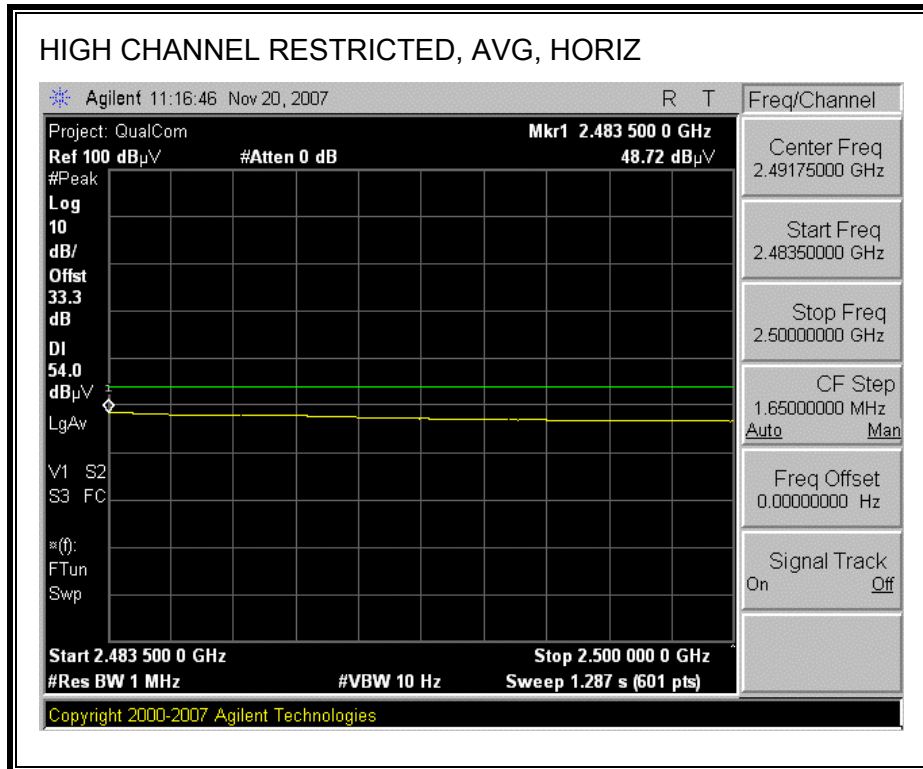 HIGH CHANNEL RESTRICTED, AVG, HORIZ
Agilent 11:16:46 Nov 20, 2007 R T
Freq/Channel
Project: QualCom Mkr1 2.483 500 0 GHz
Ref 100 dBµV #Atten 0 dB 48.72 dBµV
#Peak
Log
10
dB/
Offst
33.3
dB
DI
54.0
dBµV
LgAv
V1 S2
S3 FC
¤(f):
FTun
Swp
1
Start 2.483 500 0 GHz Stop 2.500 000 0 GHz
#Res BW 1 MHz #VBW 10 Hz Sweep 1.287 s (601 pts)
Center Freq
2.49175000 GHz
Start Freq
2.48350000 GHz
Stop Freq
2.50000000 GHz
CF Step
1.65000000 MHz
Auto Man
Freq Offset
0.00000000 Hz
Signal Track
On Off
Copyright 2000-2007 Agilent Technologies